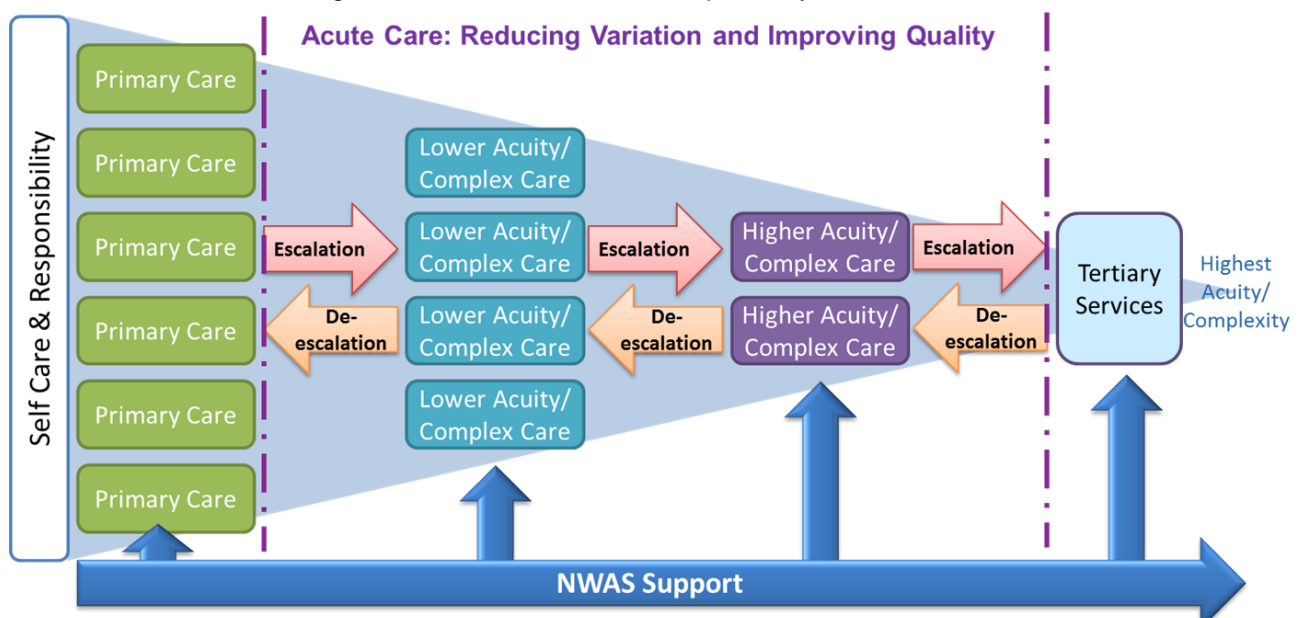 Acute Care: Reducing Variation and Improving Quality
Self Care & Responsibility
Primary Care
Primary Care
Primary Care
Primary Care
Primary Care
Primary Care
Escalation
De-
escalation
Lower Acuity/
Complex Care
Lower Acuity/
Complex Care
Lower Acuity/
Complex Care
Lower Acuity/
Complex Care
Escalation
De-
escalation
Higher Acuity/
Complex Care
Higher Acuity/
Complex Care
Escalation
De-
escalation
Tertiary
Services
Highest
Acuity/
Complexity
NWAS Support